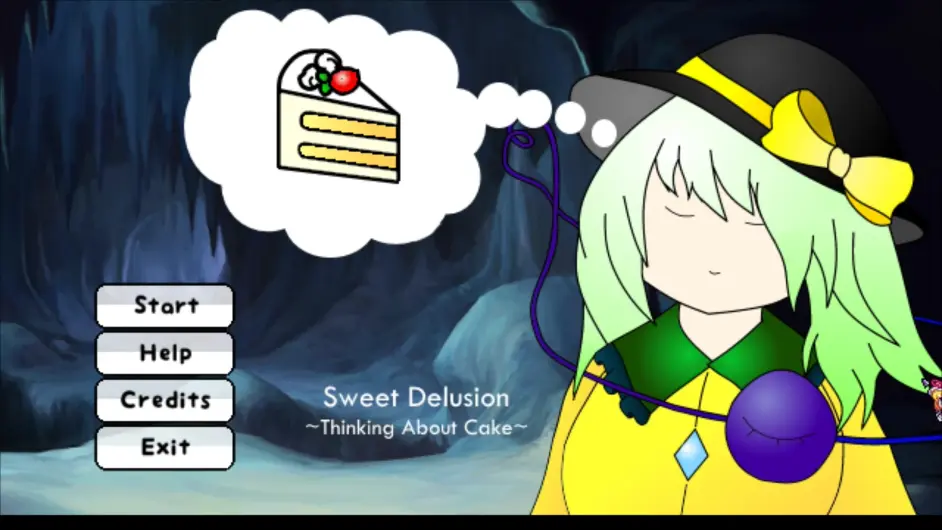 Start
Help
Credits
Exit
Sweet Delusion
~Thinking About Cake~